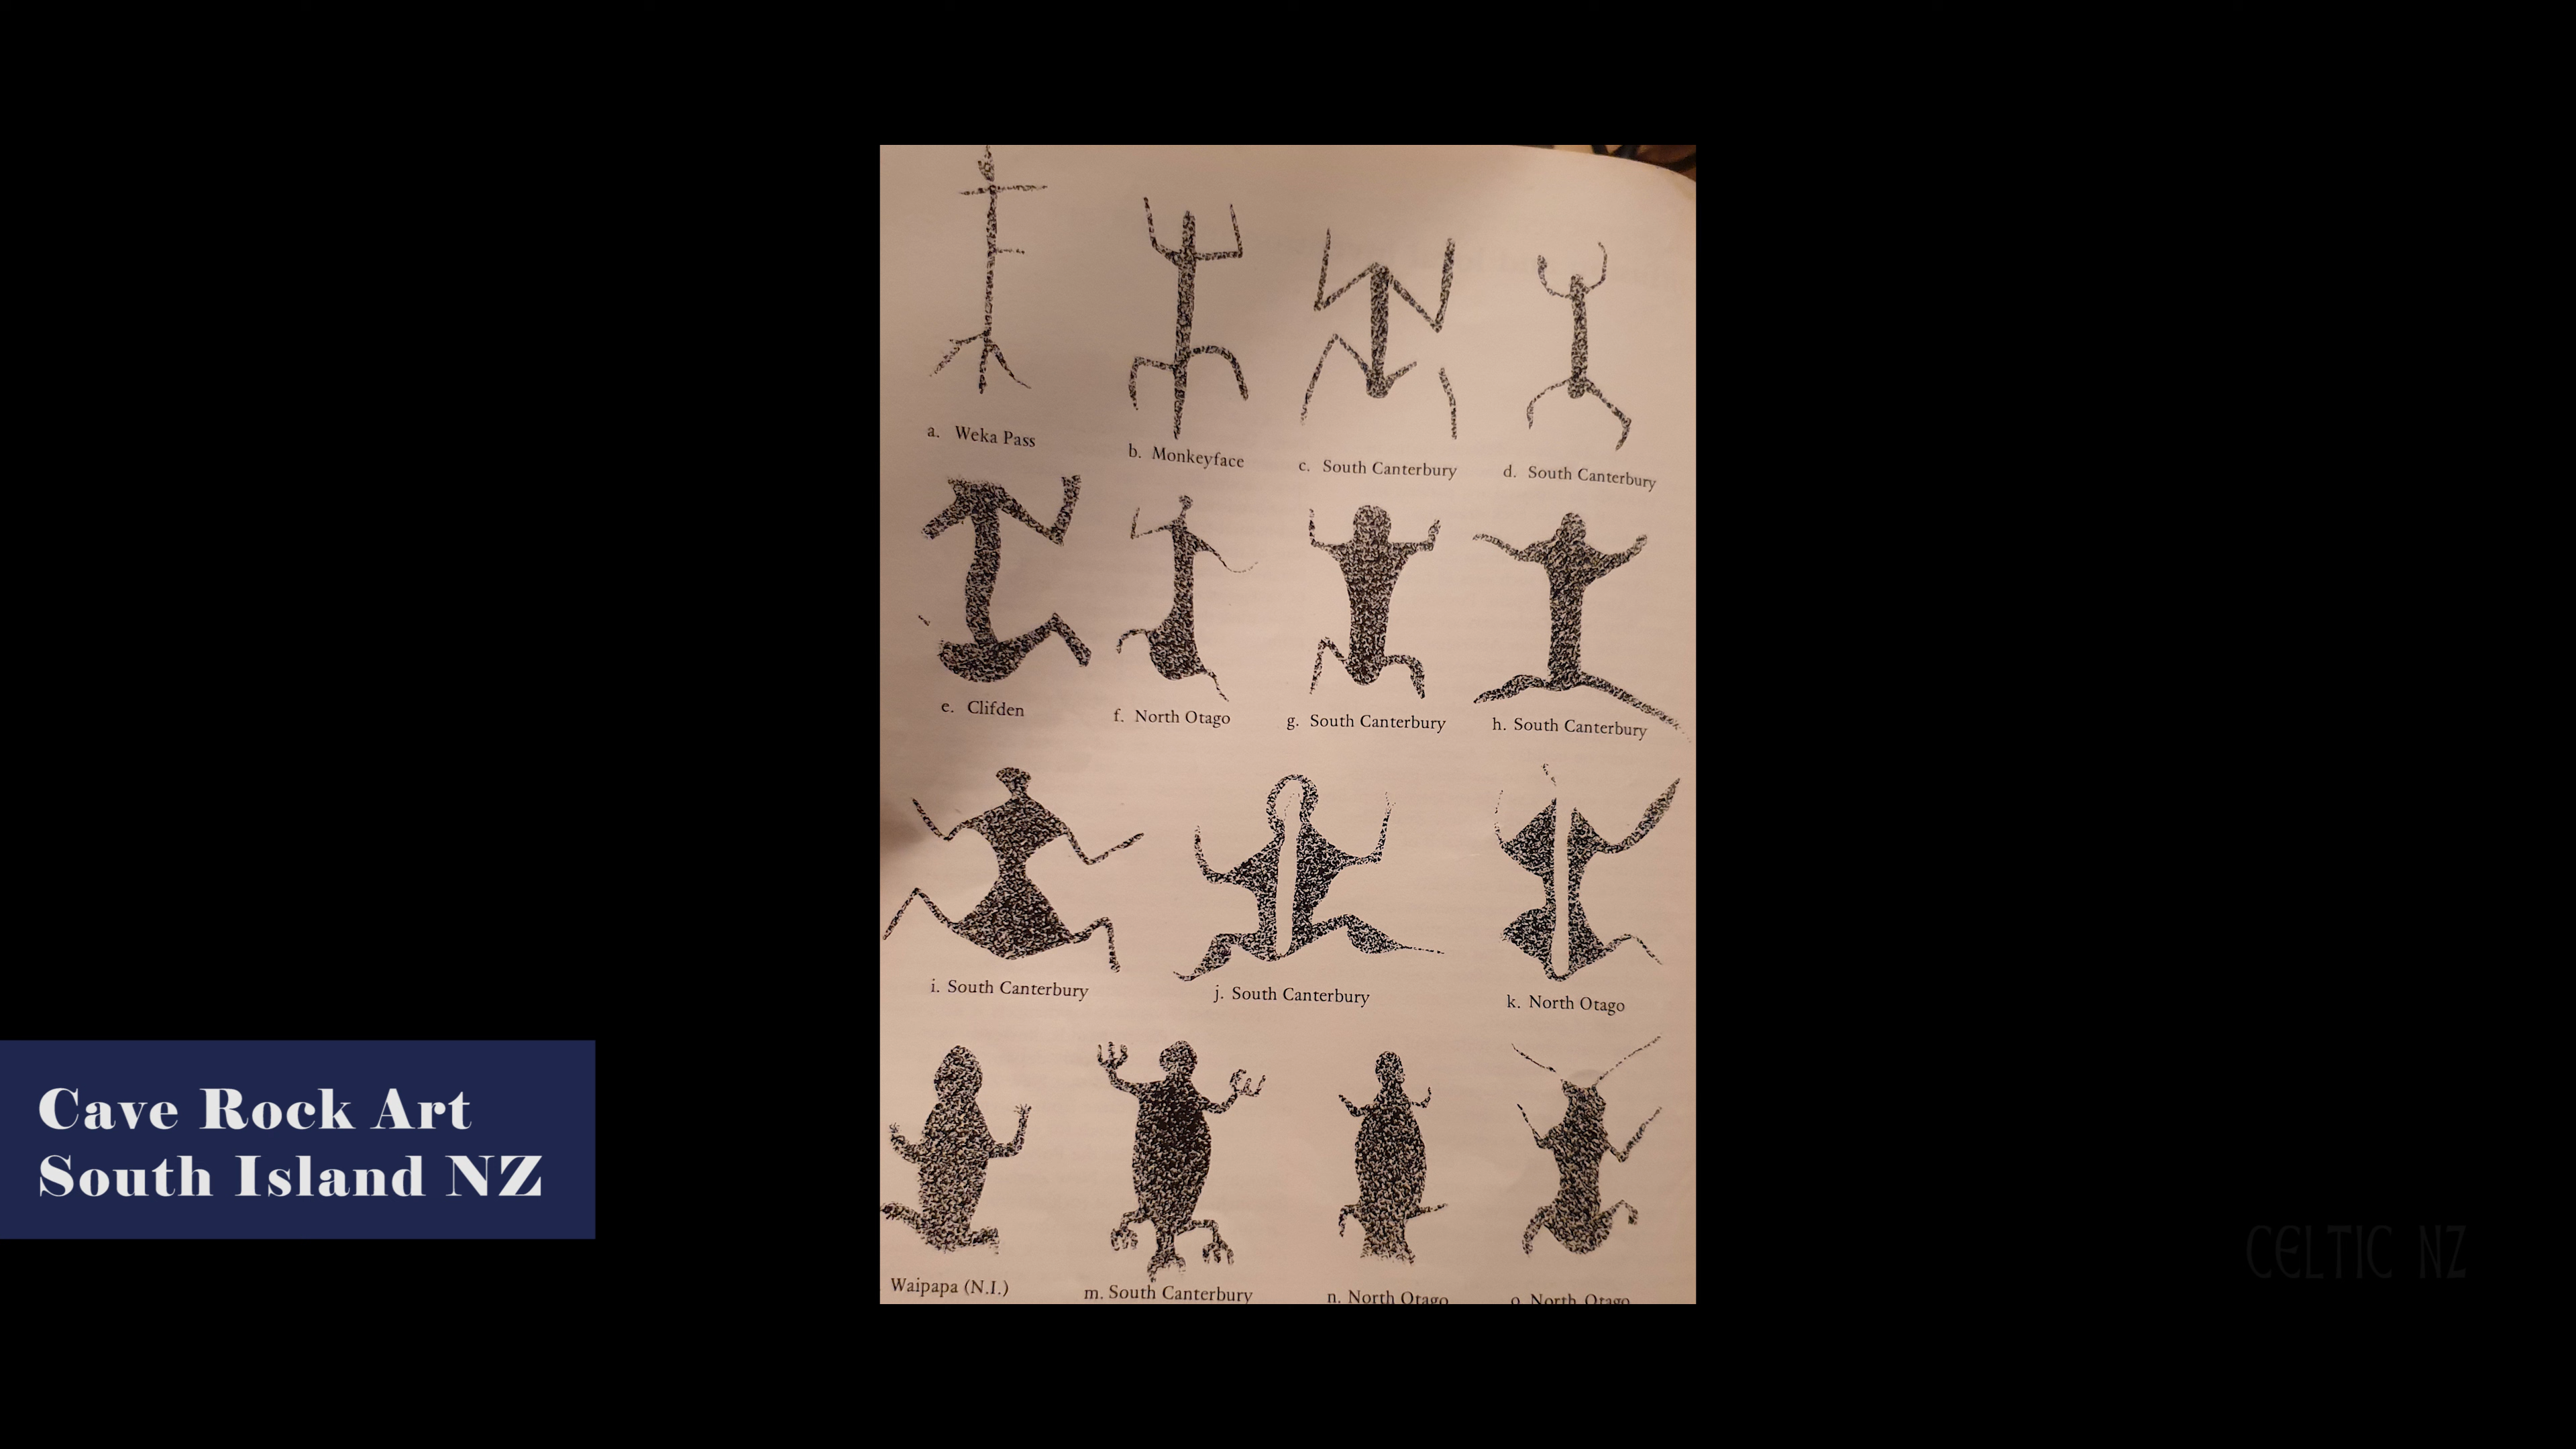 a. Weka Pass
b. Monkeyface
c. South Canterbury
d. South Canterbury
e. Clifden
f. North Otago
g. South Canterbury
h. South Canterbury
i. South Canterbury
j. South Canterbury
k. North Otago
Waipapa (N.I.)
m. South Canterbury
n. North Otago
o. North Otago
Cave Rock Art
South Island NZ
CELTIC NZ